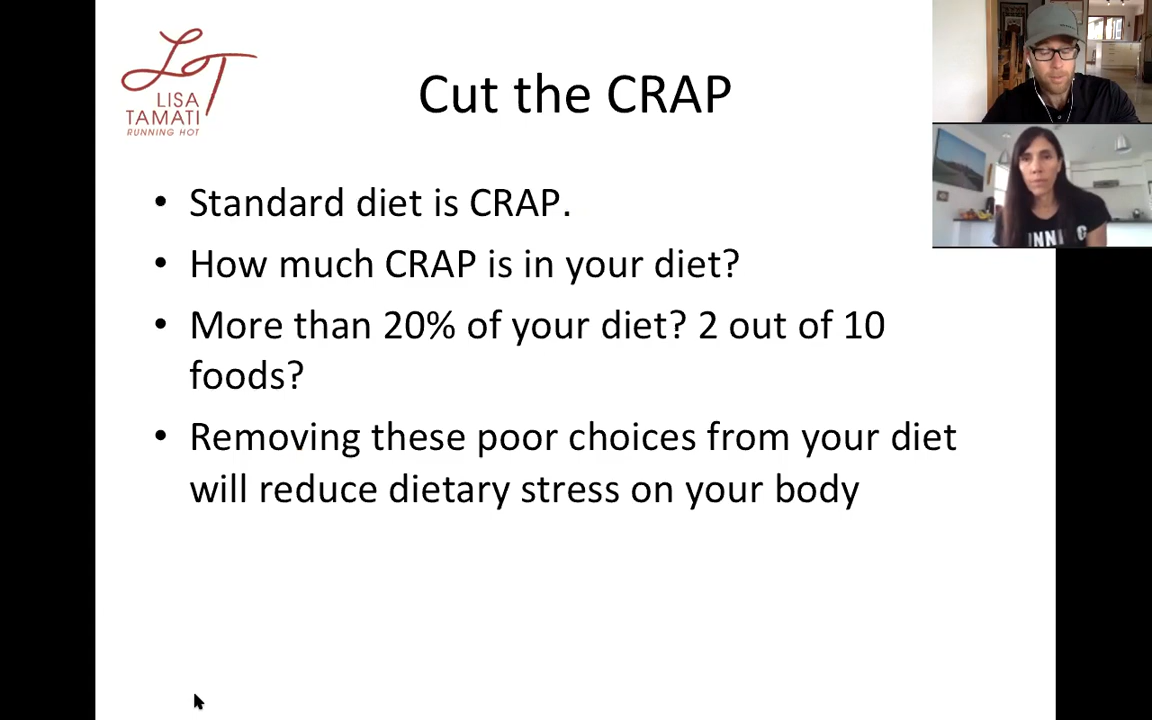 LT
LISA
TAMATI
RUNNING HOT
Cut the CRAP
• Standard diet is CRAP.
• How much CRAP is in your diet?
• More than 20% of your diet? 2 out of 10
foods?
• Removing these poor choices from your diet
will reduce dietary stress on your body